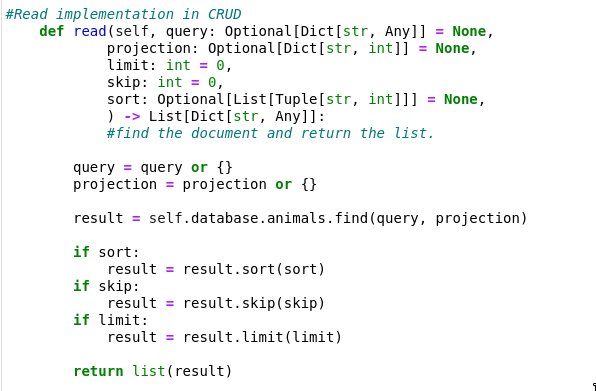 #Read implementation in CRUD
    def read(self, query: Optional[Dict[str, Any]] = None,
            projection: Optional[Dict[str, int]] = None,
            limit: int = 0,
            skip: int = 0,
            sort: Optional[List[Tuple[str, int]]] = None,
            ) -> List[Dict[str, Any]]:
            #find the document and return the list.

        query = query or {}
        projection = projection or {}

        result = self.database.animals.find(query, projection)

        if sort:
            result = result.sort(sort)
        if skip:
            result = result.skip(skip)
        if limit:
            result = result.limit(limit)

        return list(result)